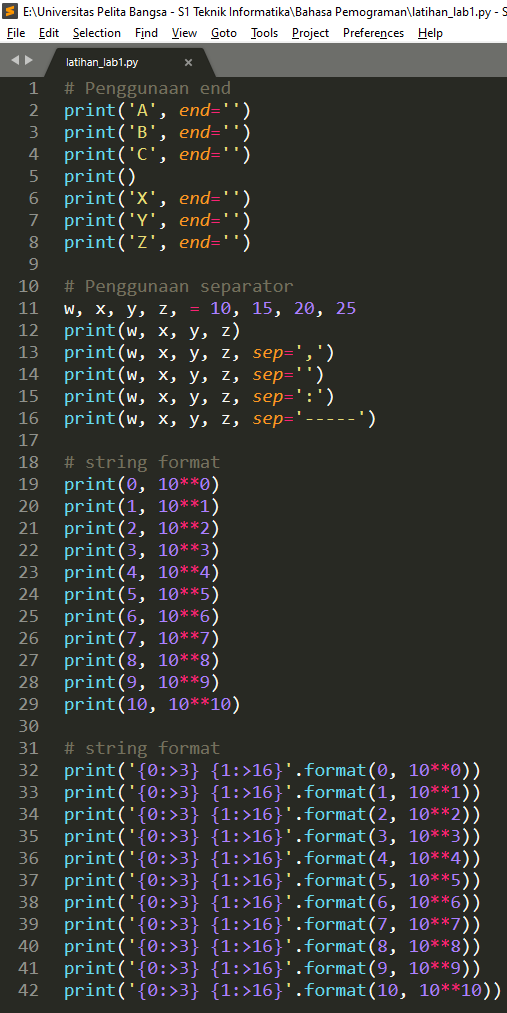 E:\Universitas Pelita Bangsa - S1 Teknik Informatika\Bahasa Pemograman\latihan_lab1.py - S
File Edit Selection Find View Goto Tools Project Preferences Help
latihan_lab1.py ×
1 # Penggunaan end
2 print('A', end='')
3 print('B', end='')
4 print('C', end='')
5 print()
6 print('X', end='')
7 print('Y', end='')
8 print('Z', end='')
9
10 # Penggunaan separator
11 w, x, y, z, = 10, 15, 20, 25
12 print(w, x, y, z)
13 print(w, x, y, z, sep=',')
14 print(w, x, y, z, sep='')
15 print(w, x, y, z, sep=':')
16 print(w, x, y, z, sep='-----')
17
18 # string format
19 print(0, 10**0)
20 print(1, 10**1)
21 print(2, 10**2)
22 print(3, 10**3)
23 print(4, 10**4)
24 print(5, 10**5)
25 print(6, 10**6)
26 print(7, 10**7)
27 print(8, 10**8)
28 print(9, 10**9)
29 print(10, 10**10)
30
31 # string format
32 print('{0:>3} {1:>16}'.format(0, 10**0))
33 print('{0:>3} {1:>16}'.format(1, 10**1))
34 print('{0:>3} {1:>16}'.format(2, 10**2))
35 print('{0:>3} {1:>16}'.format(3, 10**3))
36 print('{0:>3} {1:>16}'.format(4, 10**4))
37 print('{0:>3} {1:>16}'.format(5, 10**5))
38 print('{0:>3} {1:>16}'.format(6, 10**6))
39 print('{0:>3} {1:>16}'.format(7, 10**7))
40 print('{0:>3} {1:>16}'.format(8, 10**8))
41 print('{0:>3} {1:>16}'.format(9, 10**9))
42 print('{0:>3} {1:>16}'.format(10, 10**10))